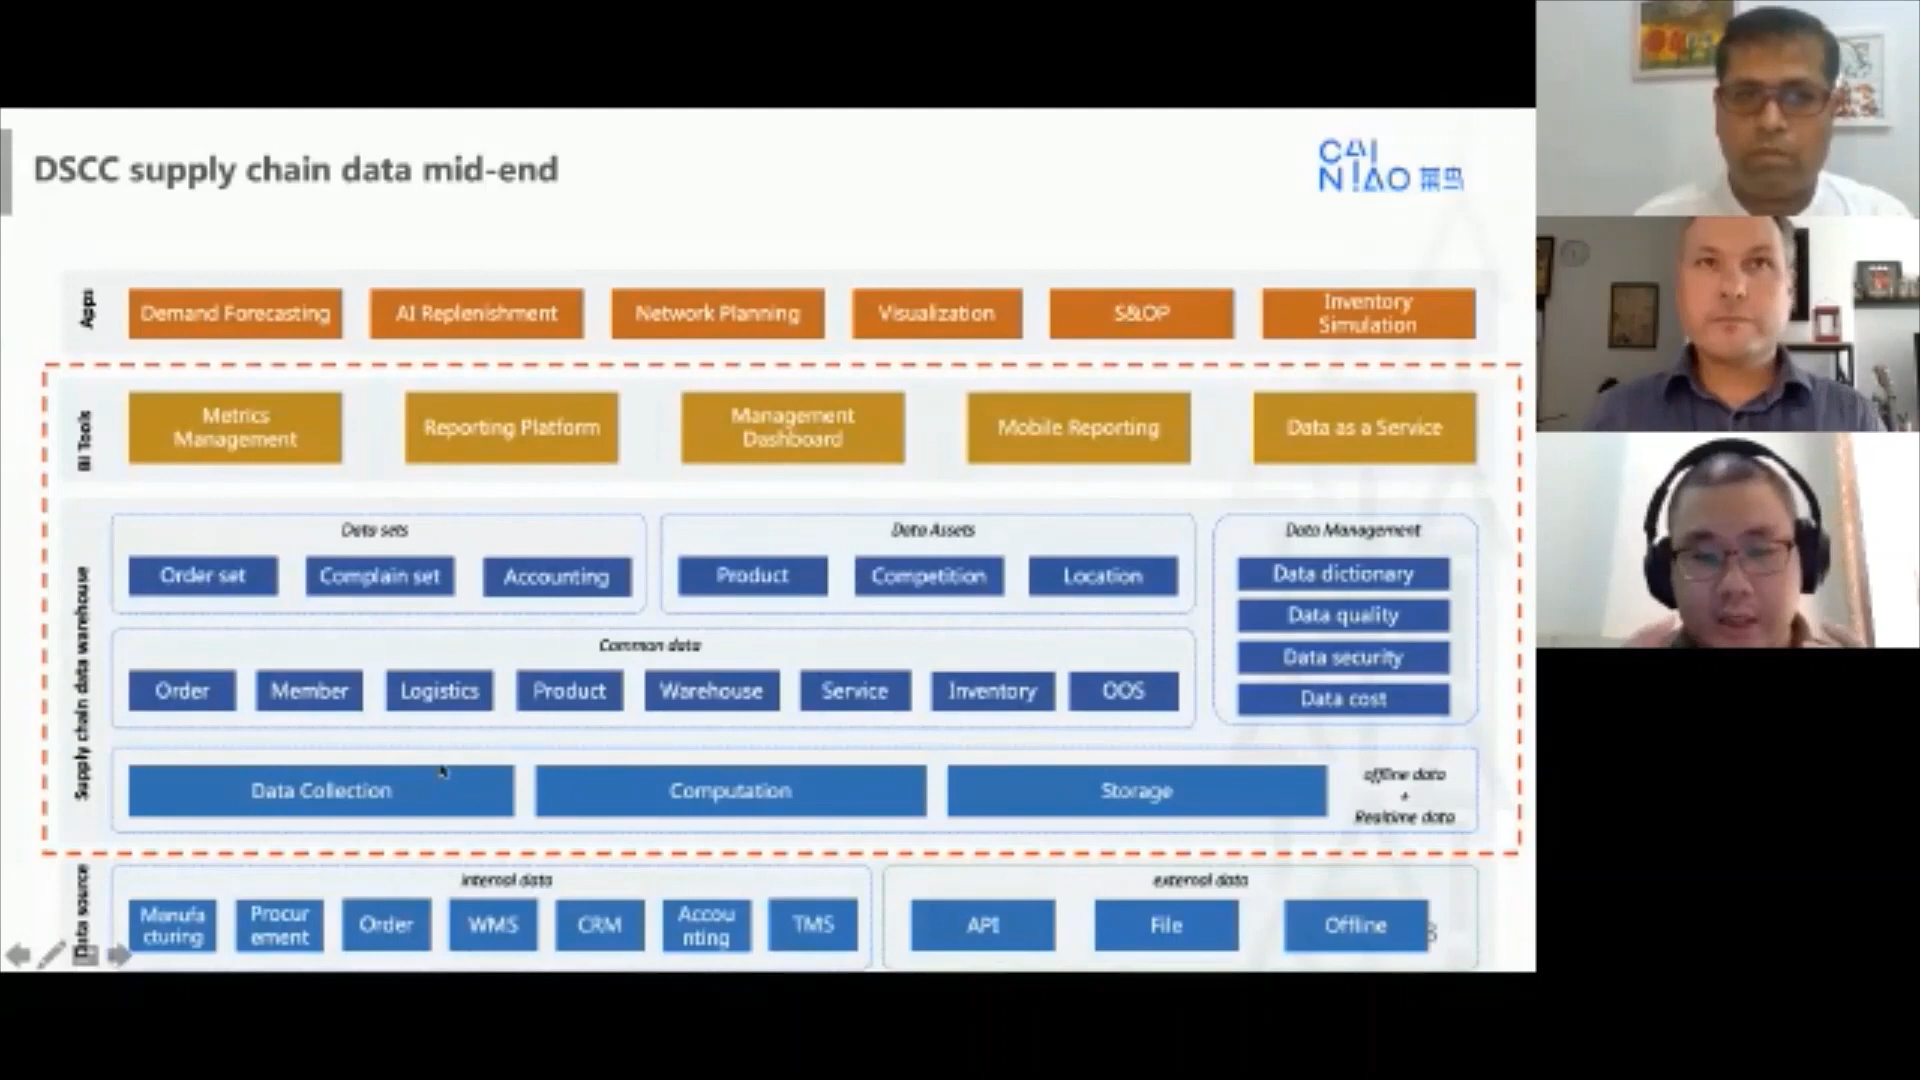 DSCC supply chain data mid-end
CAI
NIAO 菜鸟
Apps
Demand Forecasting
AI Replenishment
Network Planning
Visualization
S&OP
Inventory
Simulation
BI Tools
Metrics
Management
Reporting Platform
Management
Dashboard
Mobile Reporting
Data as a Service
Supply chain data warehouse
Data sets
Order set
Complain set
Accounting
Data Assets
Product
Competition
Location
Data Management
Data dictionary
Data quality
Data security
Data cost
Common data
Order
Member
Logistics
Product
Warehouse
Service
Inventory
OOS
Data Collection
Computation
Storage
offline data
+
Realtime data
Data source
internal data
Manufa
cturing
Procur
ement
Order
WMS
CRM
Accou
nting
TMS
external data
API
File
Offline